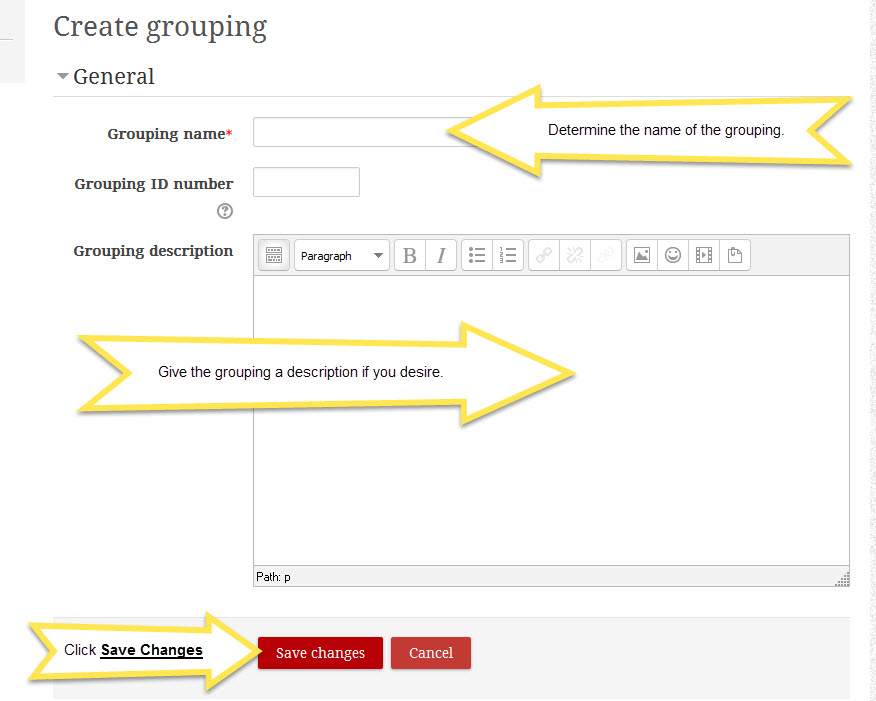 Create grouping
General
Grouping name*
Determine the name of the grouping.
Grouping ID number
Grouping description
Paragraph
B I
Give the grouping a description if you desire.
Path: p
Click Save Changes
Save changes
Cancel